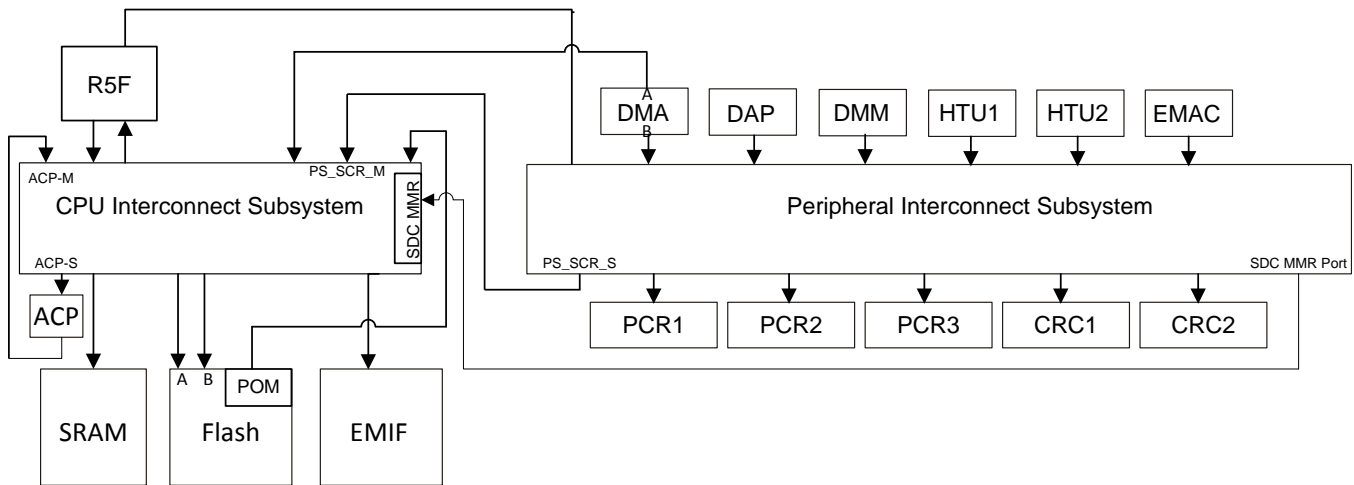 R5F
A
DMA
B
DAP
DMM
HTU1
HTU2
EMAC
ACP-M
PS_SCR_M
CPU Interconnect Subsystem
SDC MMR
ACP-S
Peripheral Interconnect Subsystem
PS_SCR_S
SDC MMR Port
ACP
PCR1
PCR2
PCR3
CRC1
CRC2
A
B
POM
SRAM
Flash
EMIF